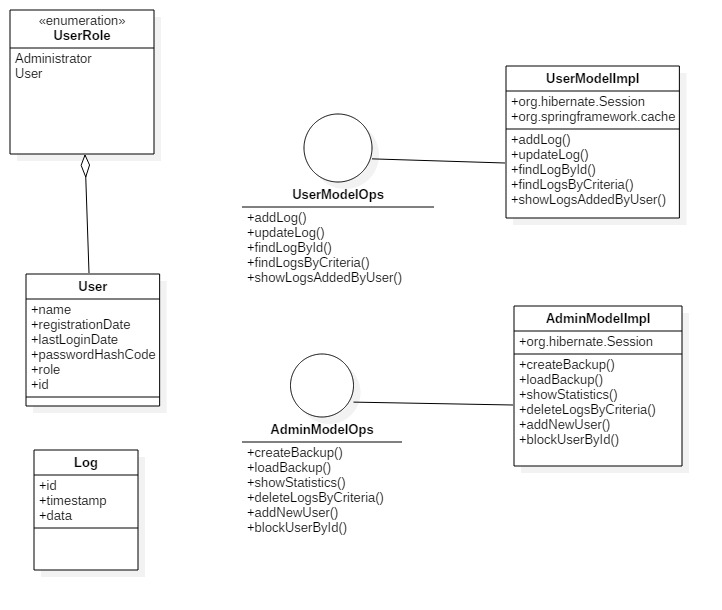 «enumeration»
UserRole
Administrator
User
User
+name
+registrationDate
+lastLoginDate
+passwordHashCode
+role
+id
Log
+id
+timestamp
+data
UserModelOps
+addLog()
+updateLog()
+findLogById()
+findLogsByCriteria()
+showLogsAddedByUser()
AdminModelOps
+createBackup()
+loadBackup()
+showStatistics()
+deleteLogsByCriteria()
+addNewUser()
+blockUserById()
UserModelImpl
+org.hibernate.Session
+org.springframework.cache
+addLog()
+updateLog()
+findLogById()
+findLogsByCriteria()
+showLogsAddedByUser()
AdminModelImpl
+org.hibernate.Session
+createBackup()
+loadBackup()
+showStatistics()
+deleteLogsByCriteria()
+addNewUser()
+blockUserById()